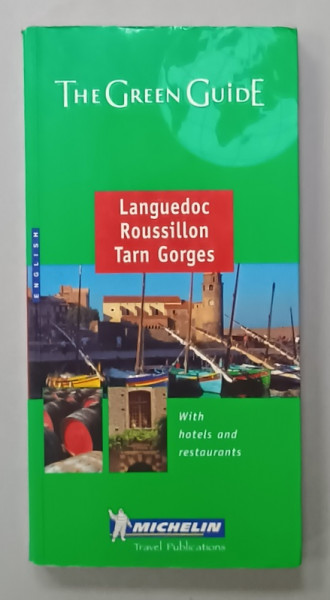 THE GREEN GUIDE
Languedoc
Roussillon
Tarn Gorges
ENGLISH
With
hotels and
restaurants
MICHELIN
Travel Publications